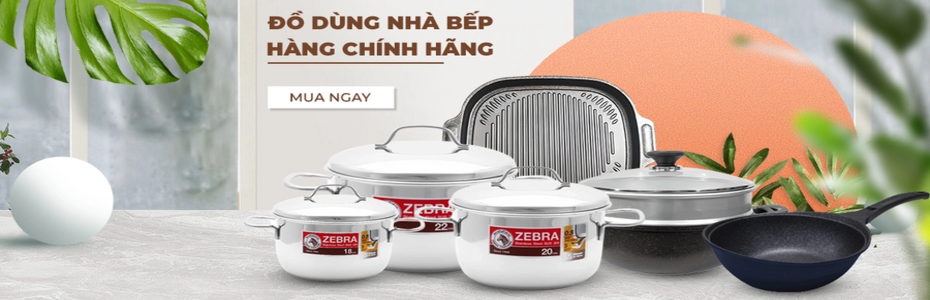 ĐỒ DÙNG NHÀ BẾP
HÀNG CHÍNH HÃNG
MUA NGAY
ZEBRA
22
ZEBRA
18
ZEBRA
20